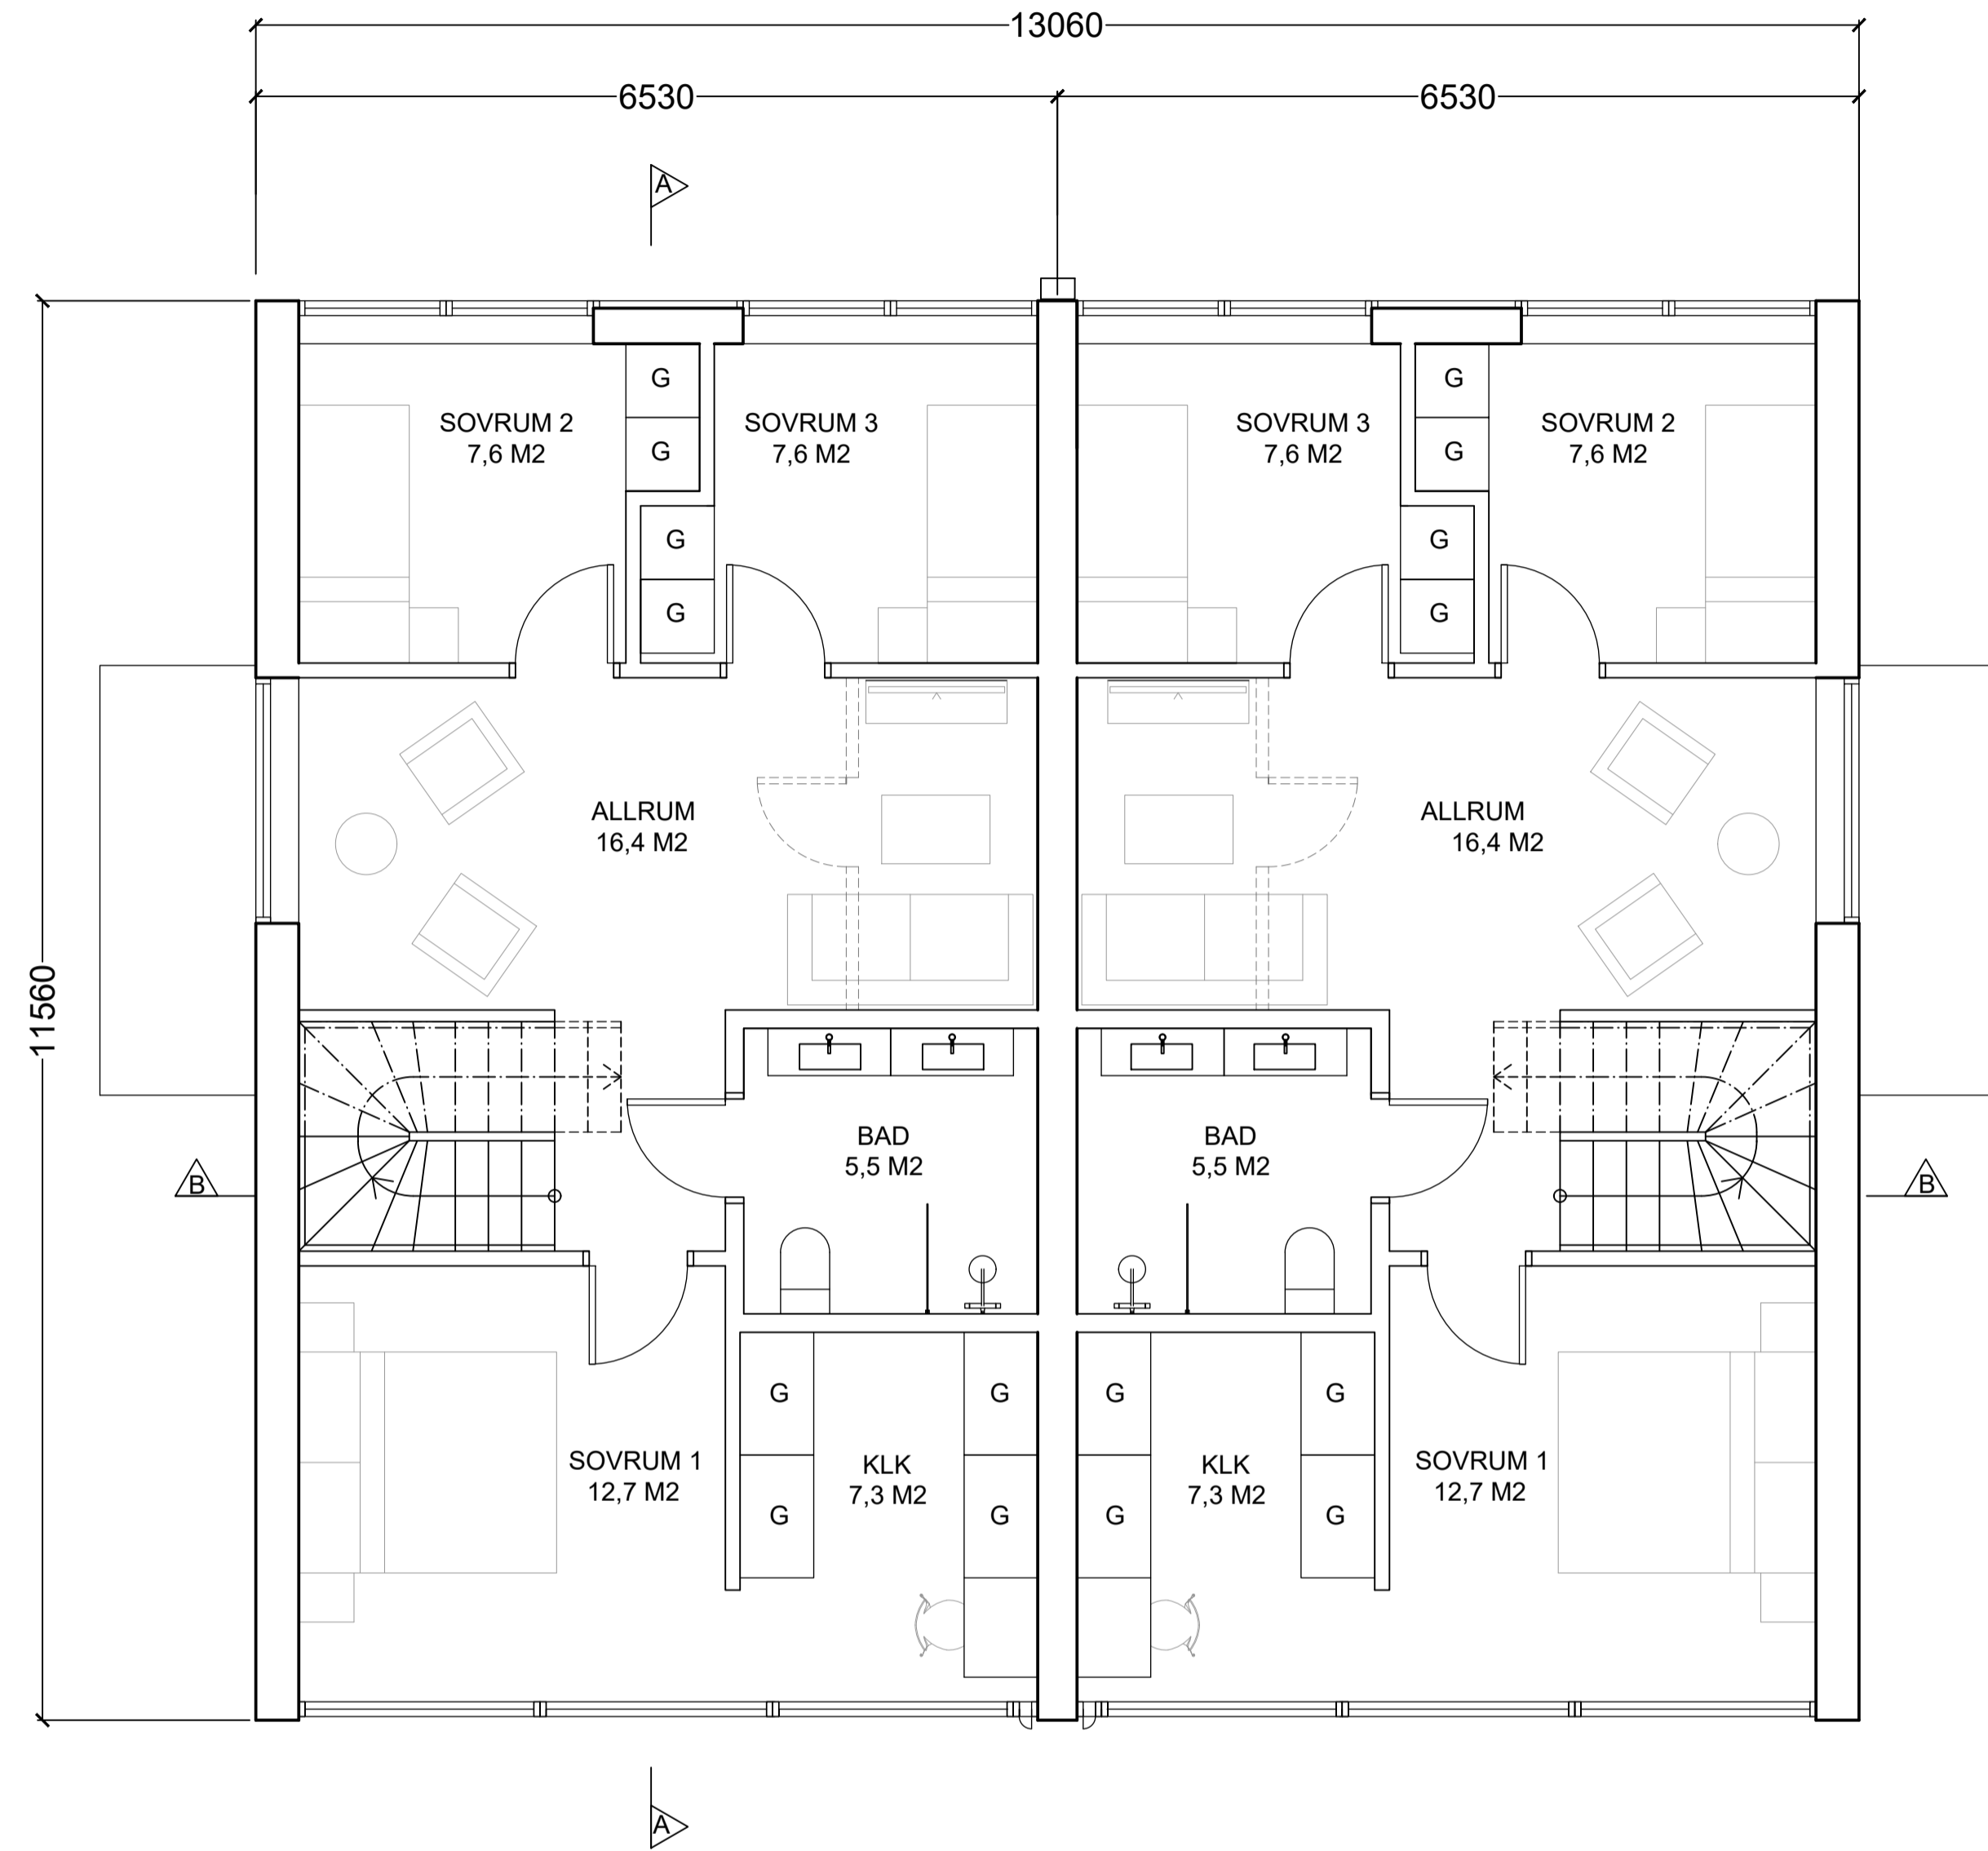 13060
6530
6530
A
G
G
SOVRUM 2
7,6 M2
SOVRUM 3
7,6 M2
SOVRUM 3
7,6 M2
SOVRUM 2
7,6 M2
G
G
G
G
G
G
ALLRUM
16,4 M2
ALLRUM
16,4 M2
11560
BAD
5,5 M2
BAD
5,5 M2
B
B
G
G
G
G
SOVRUM 1
12,7 M2
KLK
7,3 M2
KLK
7,3 M2
SOVRUM 1
12,7 M2
G
G
G
G
A